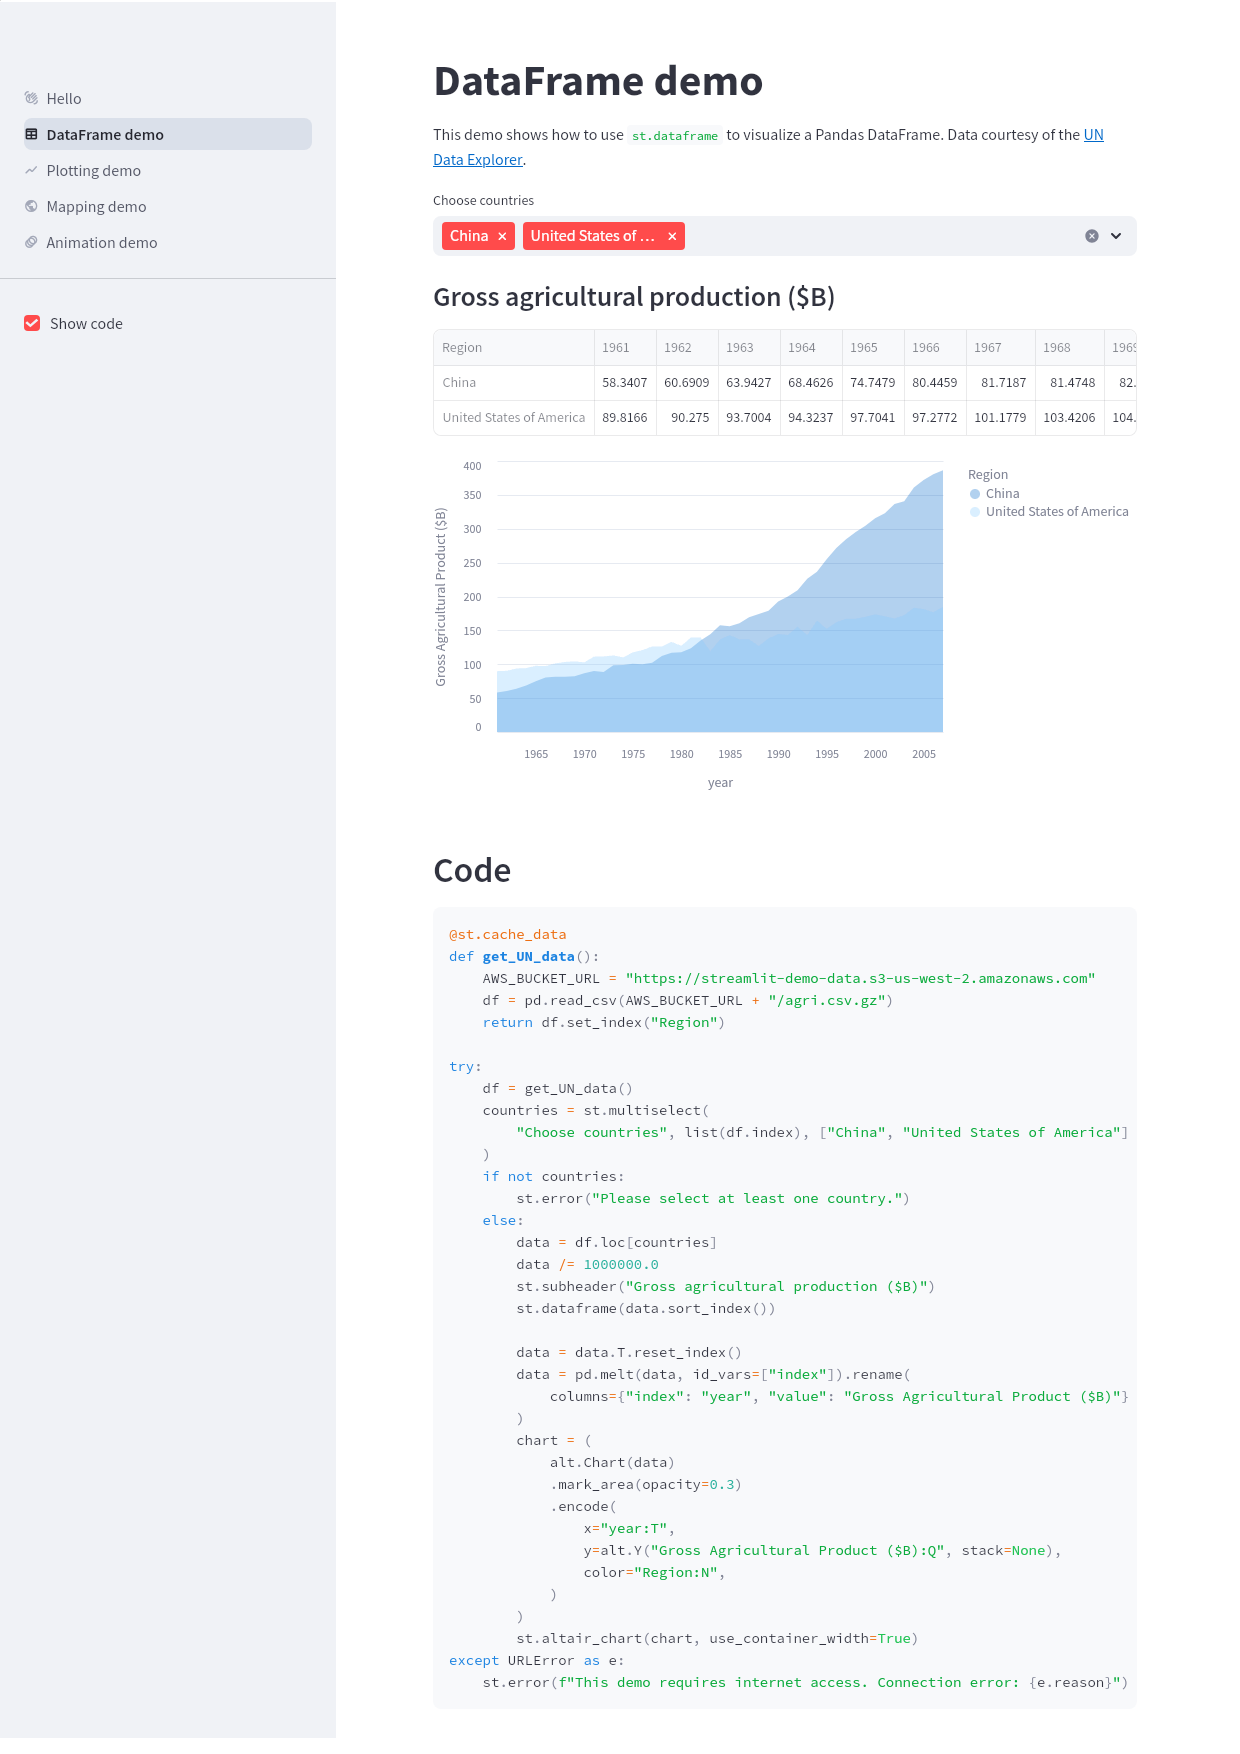 Hello
DataFrame demo
Plotting demo
Mapping demo
Animation demo
Show code
DataFrame demo
This demo shows how to use st.dataframe to visualize a Pandas DataFrame. Data courtesy of the UN
Data Explorer.
Choose countries
China × United States of … ×
Gross agricultural production ($B)
Region 1961 1962 1963 1964 1965 1966 1967 1968 1969
China 58.3407 60.6909 63.9427 68.4626 74.7479 80.4459 81.7187 81.4748 82.
United States of America 89.8166 90.275 93.7004 94.3237 97.7041 97.2772 101.1779 103.4206 104.
400
350
300
250
200
150
100
50
0
Gross Agricultural Product ($B)
1965 1970 1975 1980 1985 1990 1995 2000 2005
year
Region
China
United States of America
Code
@st.cache_data
def get_UN_data():
    AWS_BUCKET_URL = "https://streamlit-demo-data.s3-us-west-2.amazonaws.com"
    df = pd.read_csv(AWS_BUCKET_URL + "/agri.csv.gz")
    return df.set_index("Region")
try:
    df = get_UN_data()
    countries = st.multiselect(
        "Choose countries", list(df.index), ["China", "United States of America"]
    )
    if not countries:
        st.error("Please select at least one country.")
    else:
        data = df.loc[countries]
        data /= 1000000.0
        st.subheader("Gross agricultural production ($B)")
        st.dataframe(data.sort_index())
        data = data.T.reset_index()
        data = pd.melt(data, id_vars=["index"]).rename(
            columns={"index": "year", "value": "Gross Agricultural Product ($B)"}
        )
        chart = (
            alt.Chart(data)
            .mark_area(opacity=0.3)
            .encode(
                x="year:T",
                y=alt.Y("Gross Agricultural Product ($B):Q", stack=None),
                color="Region:N",
            )
        )
        st.altair_chart(chart, use_container_width=True)
except URLError as e:
    st.error(f"This demo requires internet access. Connection error: {e.reason}")